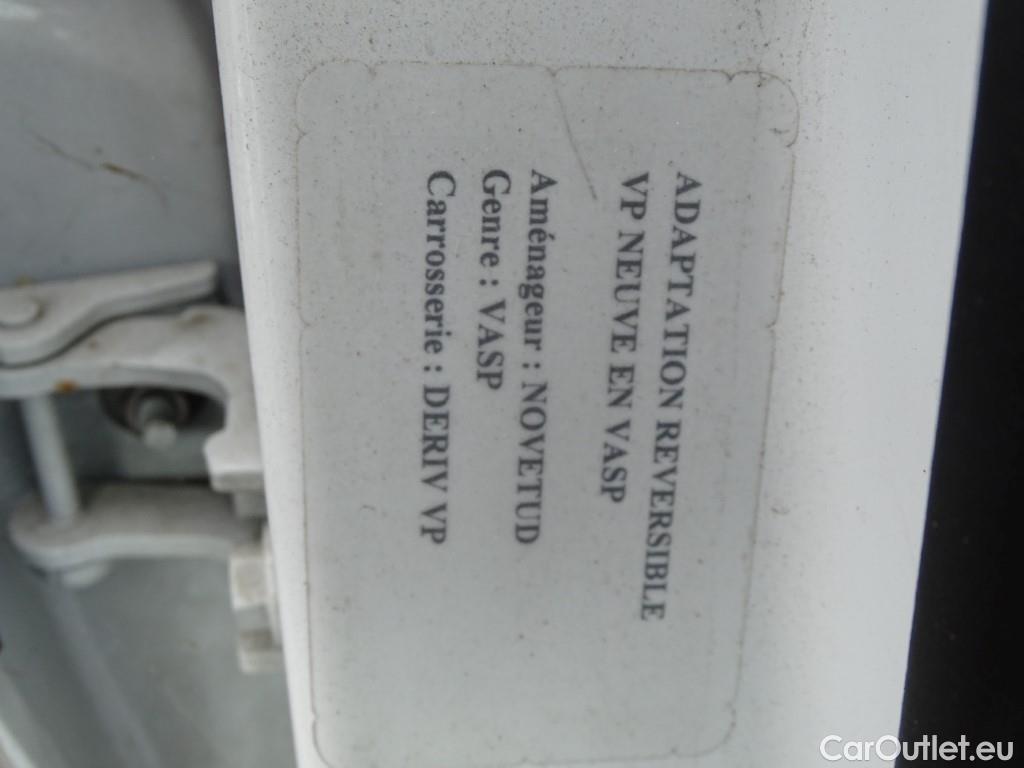 ADAPTATION REVERSIBLE
VP NEUVE EN VASP
Aménageur : NOVETUD
Genre : VASP
Carrosserie : DERIV VP
CarOutlet.eu